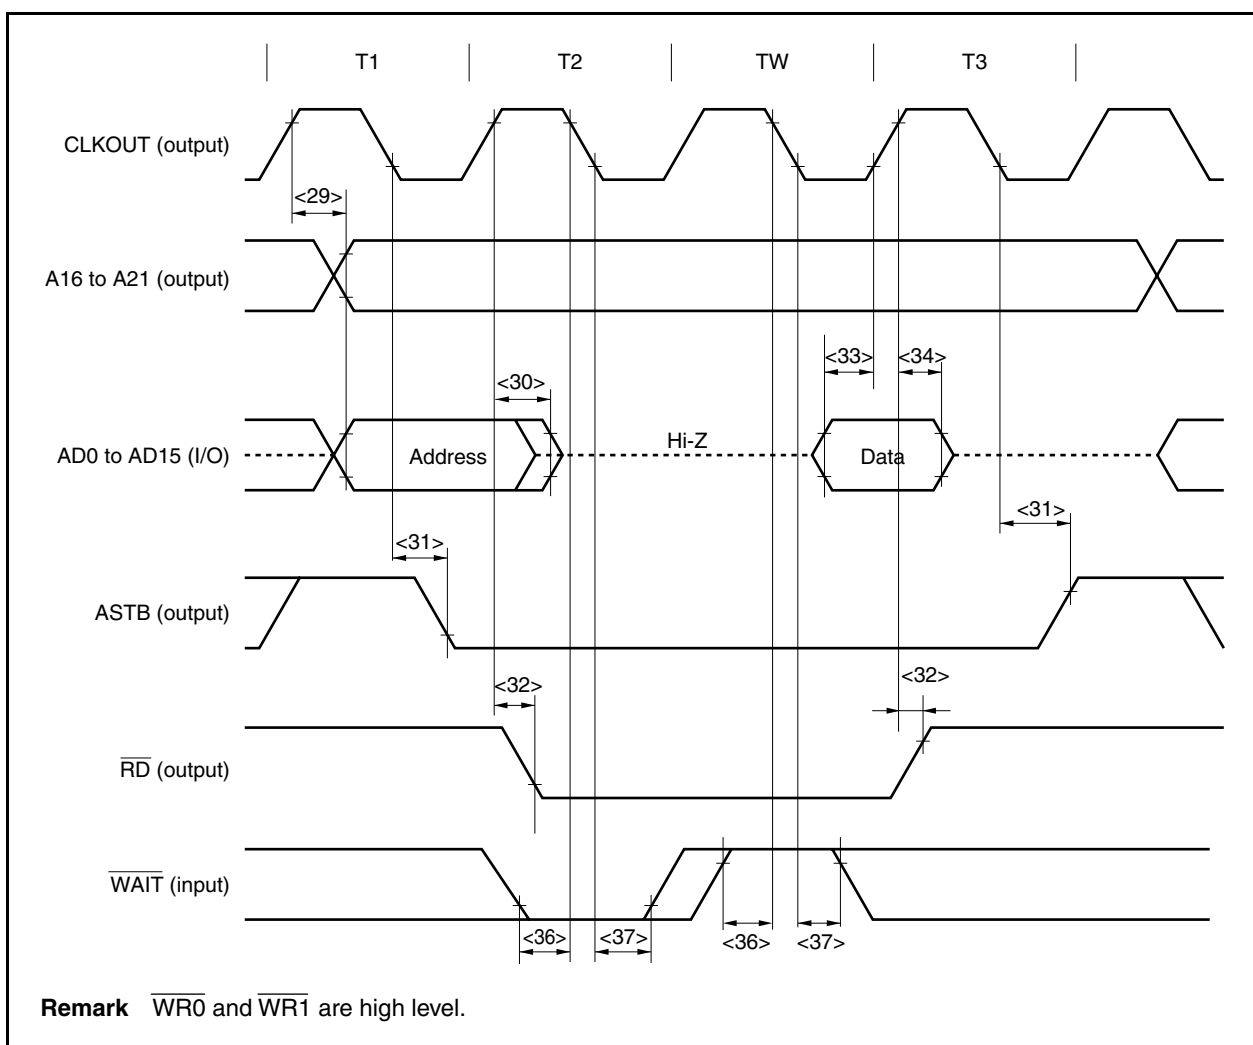 T1 T2 TW T3
CLKOUT (output)
<29>
A16 to A21 (output)
<33> <34>
<30>
AD0 to AD15 (I/O) Address Hi-Z Data
<31>
<31>
ASTB (output)
<32>
<32>
RD (output)
WAIT (input)
<36> <37> <36> <37>
Remark WR0 and WR1 are high level.